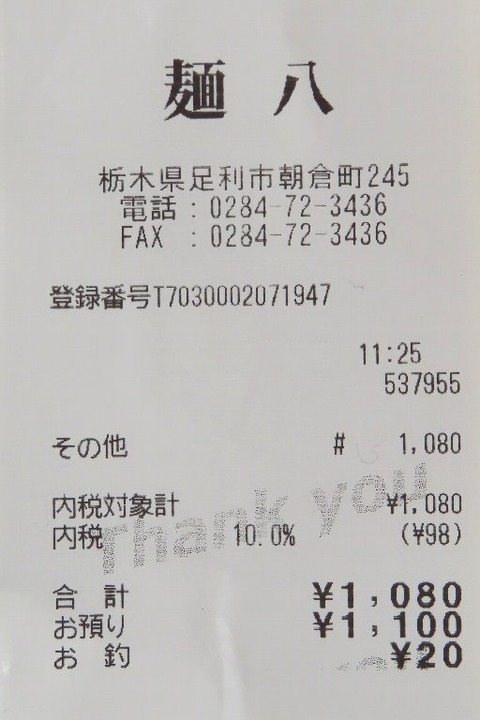 麺 八
栃木県足利市朝倉町245
電話 : 0284-72-3436
FAX : 0284-72-3436
登録番号T7030002071947
11:25
537955
その他 # 1,080
内税対象計 ¥1,080
内税 10.0% (¥98)
Thank you
合 計 ¥1,080
お預り ¥1,100
お 釣 ¥20